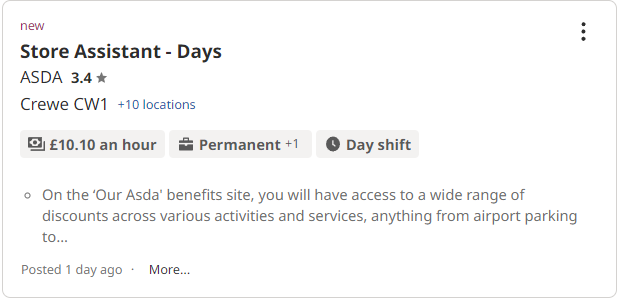 new
Store Assistant - Days
ASDA 3.4 ★
Crewe CW1 +10 locations
£10.10 an hour Permanent +1 Day shift
On the ‘Our Asda' benefits site, you will have access to a wide range of
discounts across various activities and services, anything from airport parking
to...
Posted 1 day ago · More...